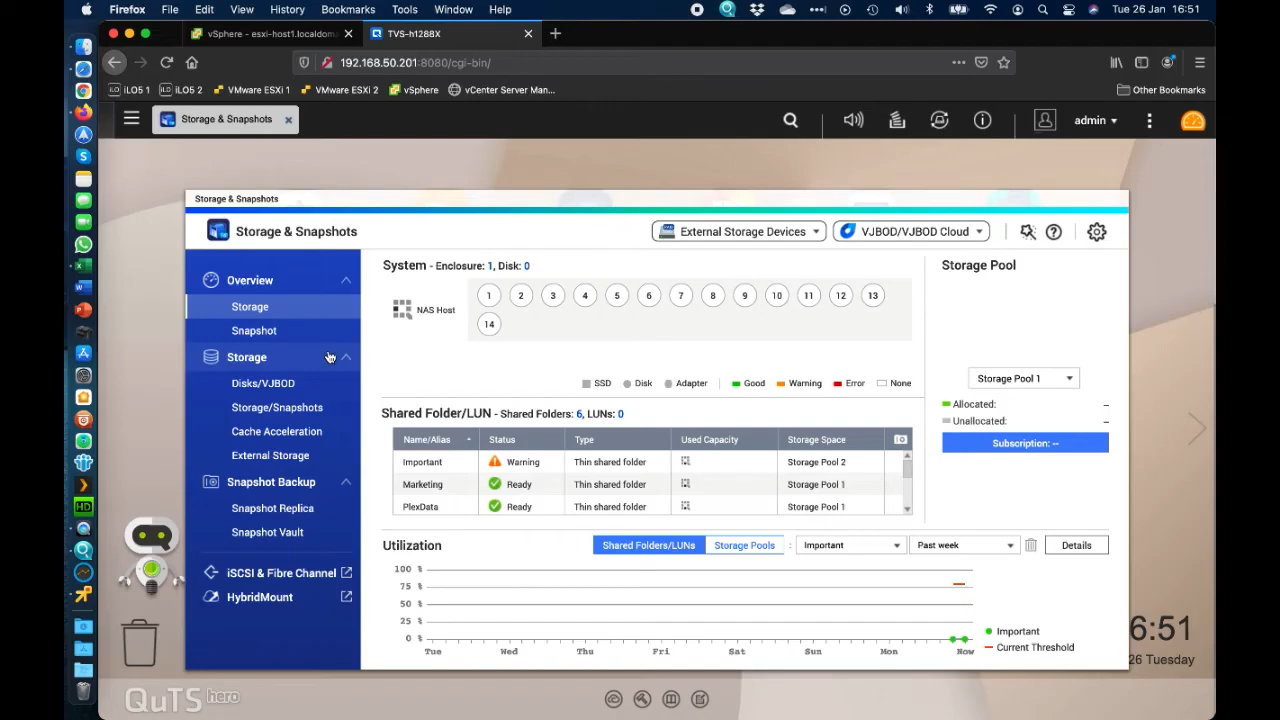 Firefox File Edit View History Bookmarks Tools Window Help
Tue 26 Jan 16:51
vSphere - esxi-host1.localdom
TVS-h1288X
192.168.50.201:8080/cgi-bin/
iLO5 1 iLO5 2 VMware ESXi 1 VMware ESXi 2 vSphere vCenter Server Man...
Other Bookmarks
Storage & Snapshots
admin
Storage & Snapshots
Storage & Snapshots
External Storage Devices
VJBOD/VJBOD Cloud
Overview
Storage
Snapshot
Storage
Disks/VJBOD
Storage/Snapshots
Cache Acceleration
External Storage
Snapshot Backup
Snapshot Replica
Snapshot Vault
iSCSI & Fibre Channel
HybridMount
System - Enclosure: 1, Disk: 0
NAS Host
1 2 3 4 5 6 7 8 9 10 11 12 13
14
SSD Disk Adapter Good Warning Error None
Storage Pool
Storage Pool 1
Allocated: --
Unallocated: --
Subscription: --
Shared Folder/LUN - Shared Folders: 6, LUNs: 0
Name/Alias Status Type Used Capacity Storage Space
Important Warning Thin shared folder Storage Pool 2
Marketing Ready Thin shared folder Storage Pool 1
PlexData Ready Thin shared folder Storage Pool 1
Utilization
Shared Folders/LUNs Storage Pools : Important Past week Details
100 %
75 %
50 %
25 %
0 %
Tue Wed Thu Fri Sat Sun Mon Now
Important
Current Threshold
6:51
26 Tuesday
QuTS hero